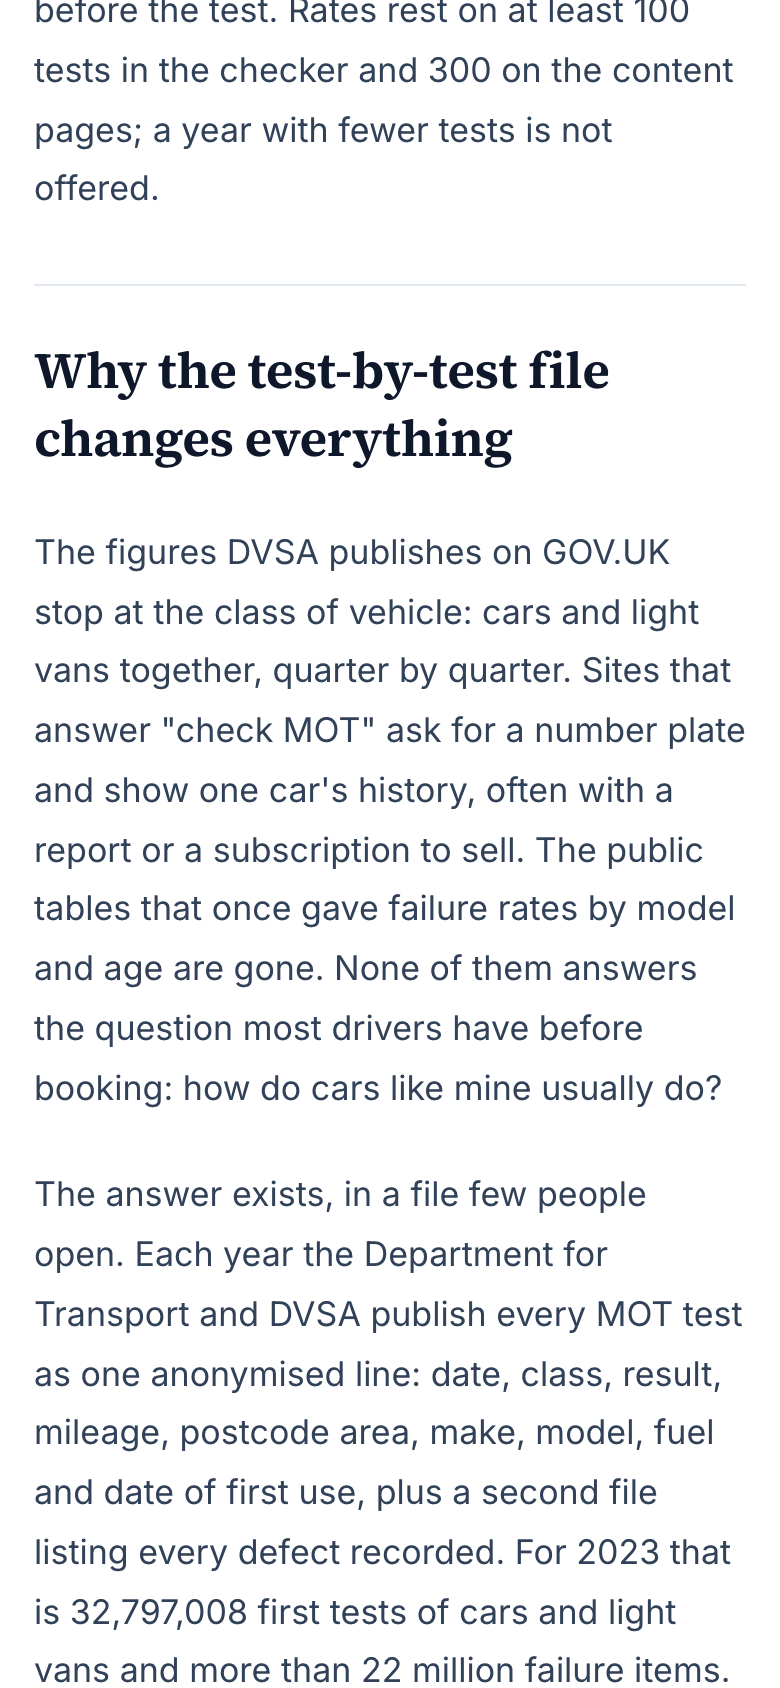 before the test. Rates rest on at least 100
tests in the checker and 300 on the content
pages; a year with fewer tests is not
offered.
Why the test-by-test file
changes everything
The figures DVSA publishes on GOV.UK
stop at the class of vehicle: cars and light
vans together, quarter by quarter. Sites that
answer "check MOT" ask for a number plate
and show one car's history, often with a
report or a subscription to sell. The public
tables that once gave failure rates by model
and age are gone. None of them answers
the question most drivers have before
booking: how do cars like mine usually do?
The answer exists, in a file few people
open. Each year the Department for
Transport and DVSA publish every MOT test
as one anonymised line: date, class, result,
mileage, postcode area, make, model, fuel
and date of first use, plus a second file
listing every defect recorded. For 2023 that
is 32,797,008 first tests of cars and light
vans and more than 22 million failure items.